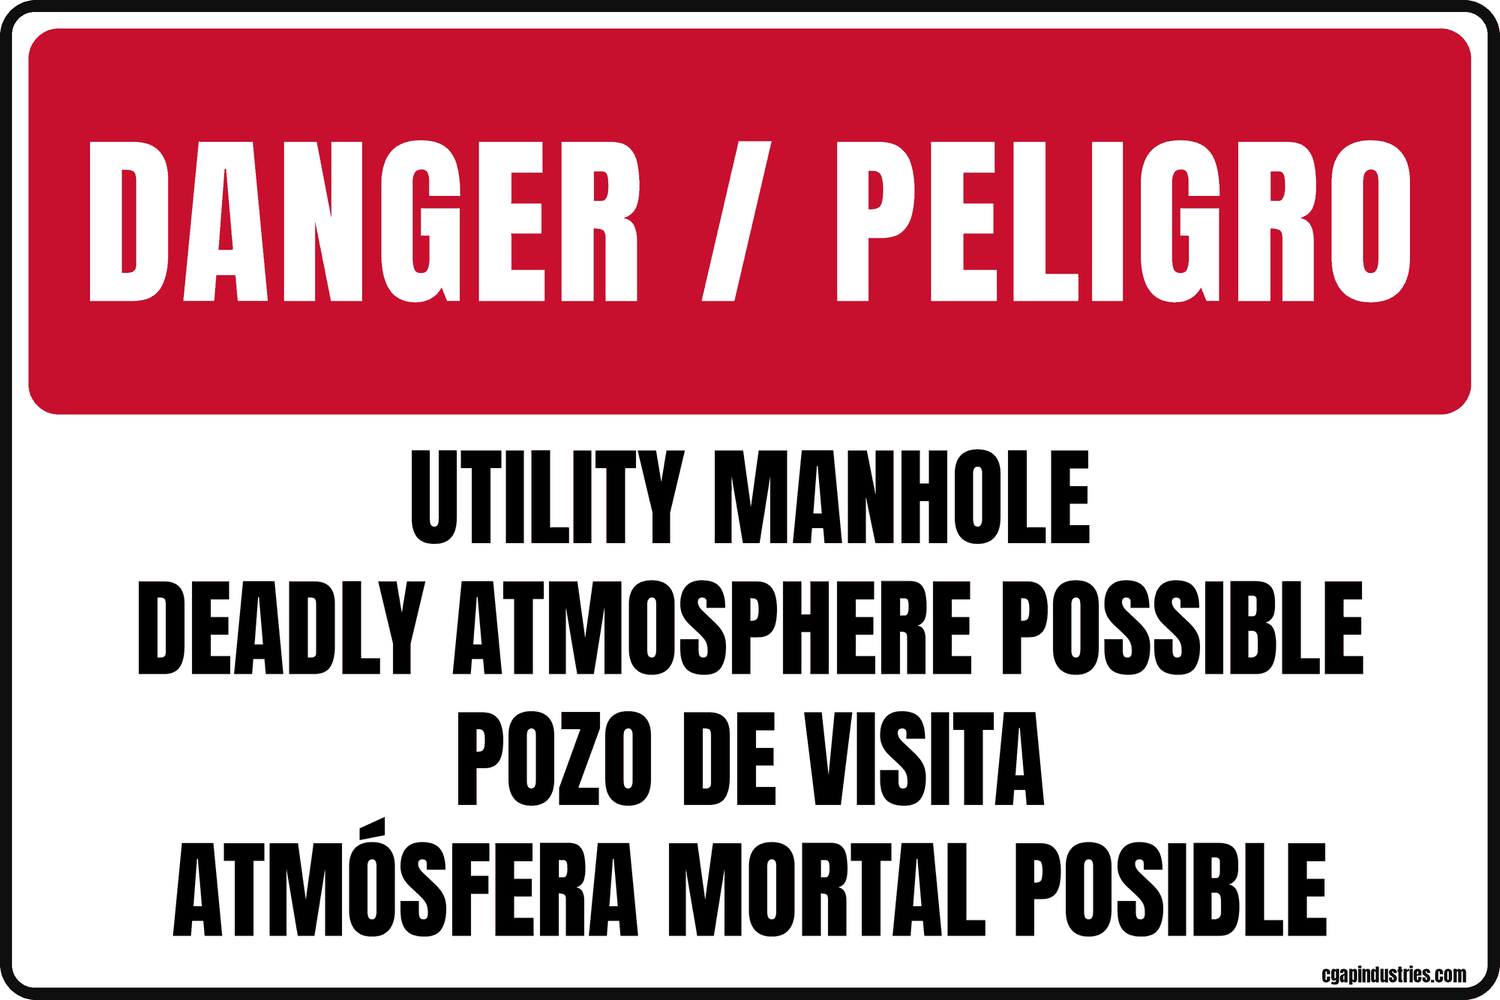 DANGER / PELIGRO
UTILITY MANHOLE
DEADLY ATMOSPHERE POSSIBLE
POZO DE VISITA
ATMÓSFERA MORTAL POSIBLE
cgapindustries.com